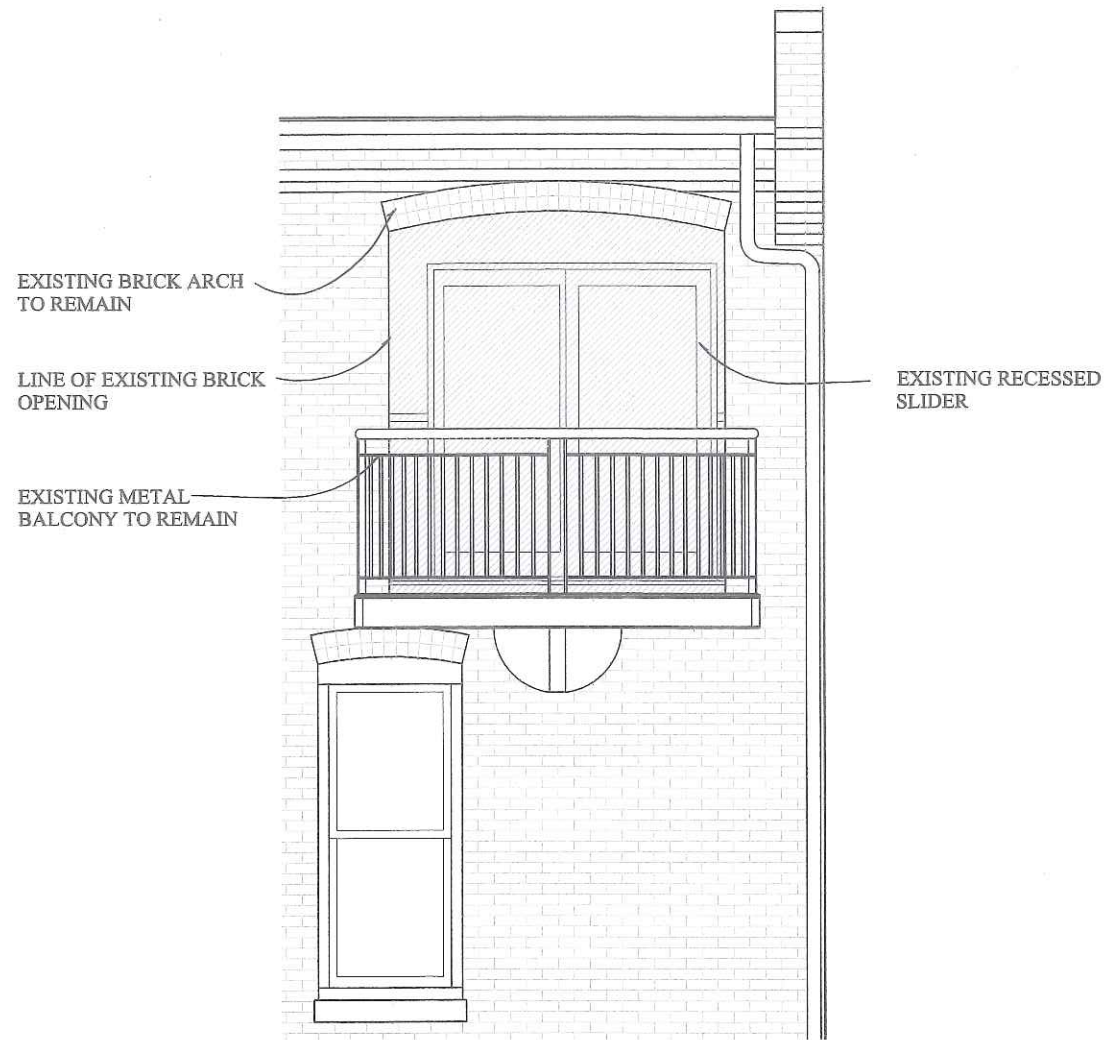 EXISTING BRICK ARCH
TO REMAIN
LINE OF EXISTING BRICK
OPENING
EXISTING RECESSED
SLIDER
EXISTING METAL
BALCONY TO REMAIN